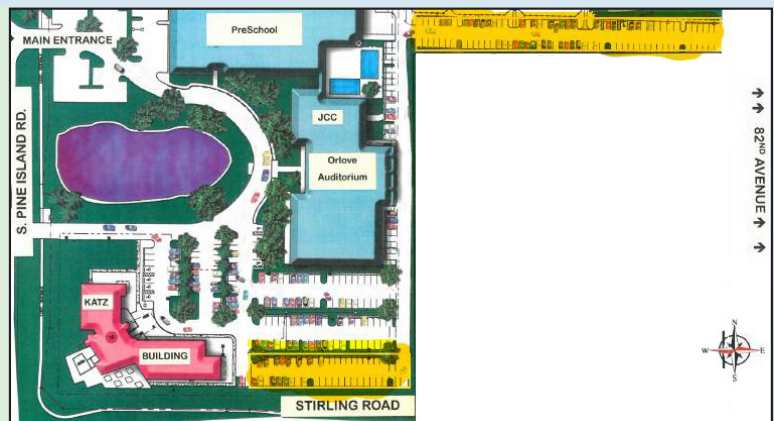 MAIN ENTRANCE
PreSchool
S. PINE ISLAND RD.
JCC
Orlove
Auditorium
82ND AVENUE
KATZ
BUILDING
STIRLING ROAD
N
W E
S